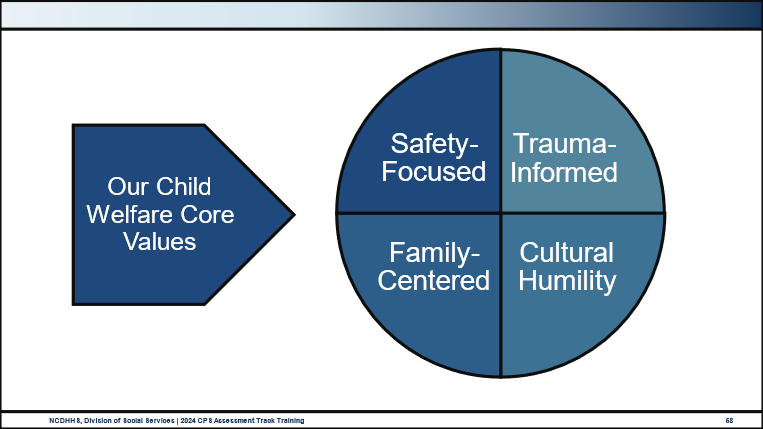 Our Child
Welfare Core
Values
Safety-
Focused
Trauma-
Informed
Family-
Centered
Cultural
Humility
NCDHHS, Division of Social Services | 2024 CPS Assessment Track Training
68